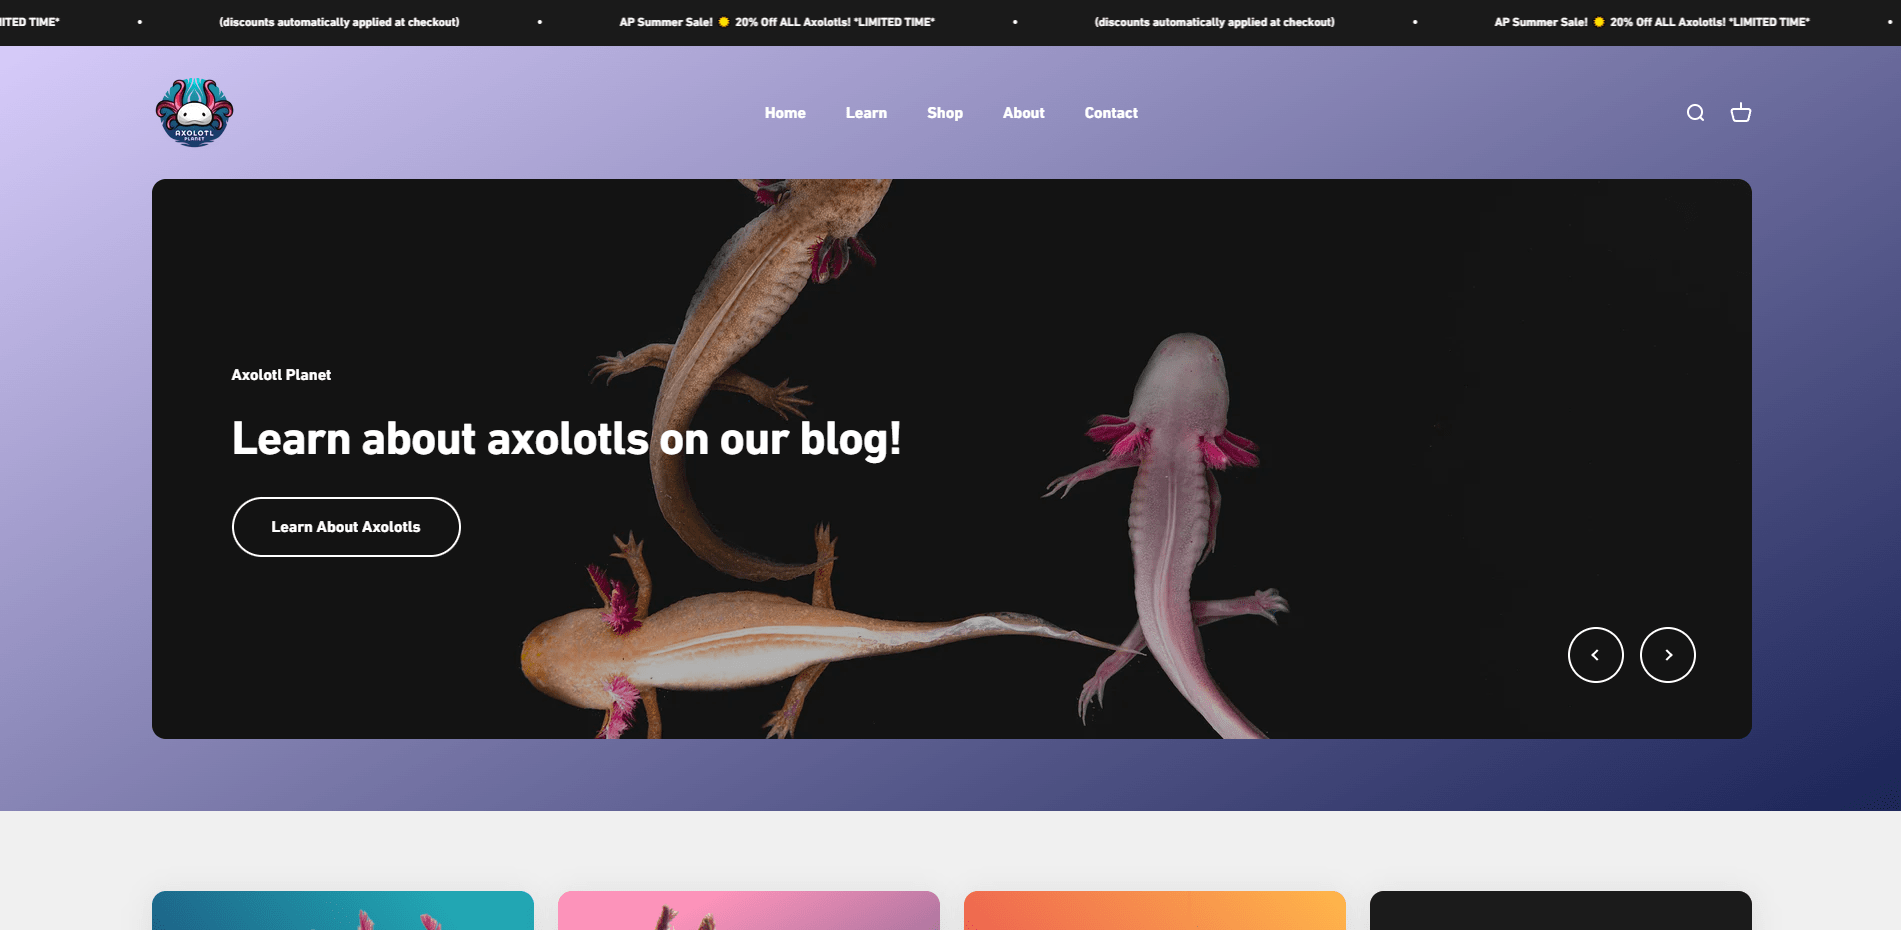 ITED TIME* • (discounts automatically applied at checkout) • AP Summer Sale! 20% Off ALL Axolotls! *LIMITED TIME* • (discounts automatically applied at checkout) • AP Summer Sale! 20% Off ALL Axolotls! *LIMITED TIME* •
AXOLOTL
PLANET
Home Learn Shop About Contact
Axolotl Planet
Learn about axolotls on our blog!
Learn About Axolotls